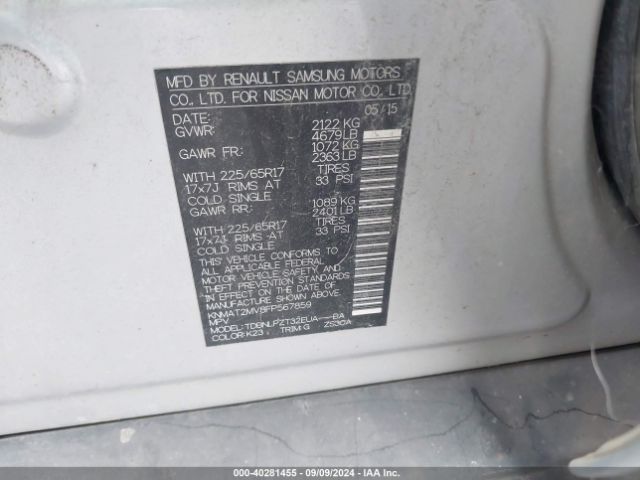 MFD BY RENAULT SAMSUNG MOTORS
CO., LTD. FOR NISSAN MOTOR CO., LTD.
DATE: 05/15
GVWR: 2122 KG
4679 LB
GAWR FR: 1072 KG
2363 LB
WITH 225/65R17 TIRES
17x7J RIMS AT 33 PSI
COLD SINGLE
GAWR RR: 1089 KG
2401 LB
WITH 225/65R17 TIRES
17x7J RIMS AT 33 PSI
COLD SINGLE
THIS VEHICLE CONFORMS TO
ALL APPLICABLE FEDERAL
MOTOR VEHICLE SAFETY AND
THEFT PREVENTION STANDARDS
IN EFFECT ON THE DATE OF
MANUFACTURE SHOWN ABOVE.
KNMAT2MV8FP567859
MPV
MODEL: ZS3CA
COLOR: K23 TRIM: G
000-40281455 - 09/09/2024 - IAA Inc.